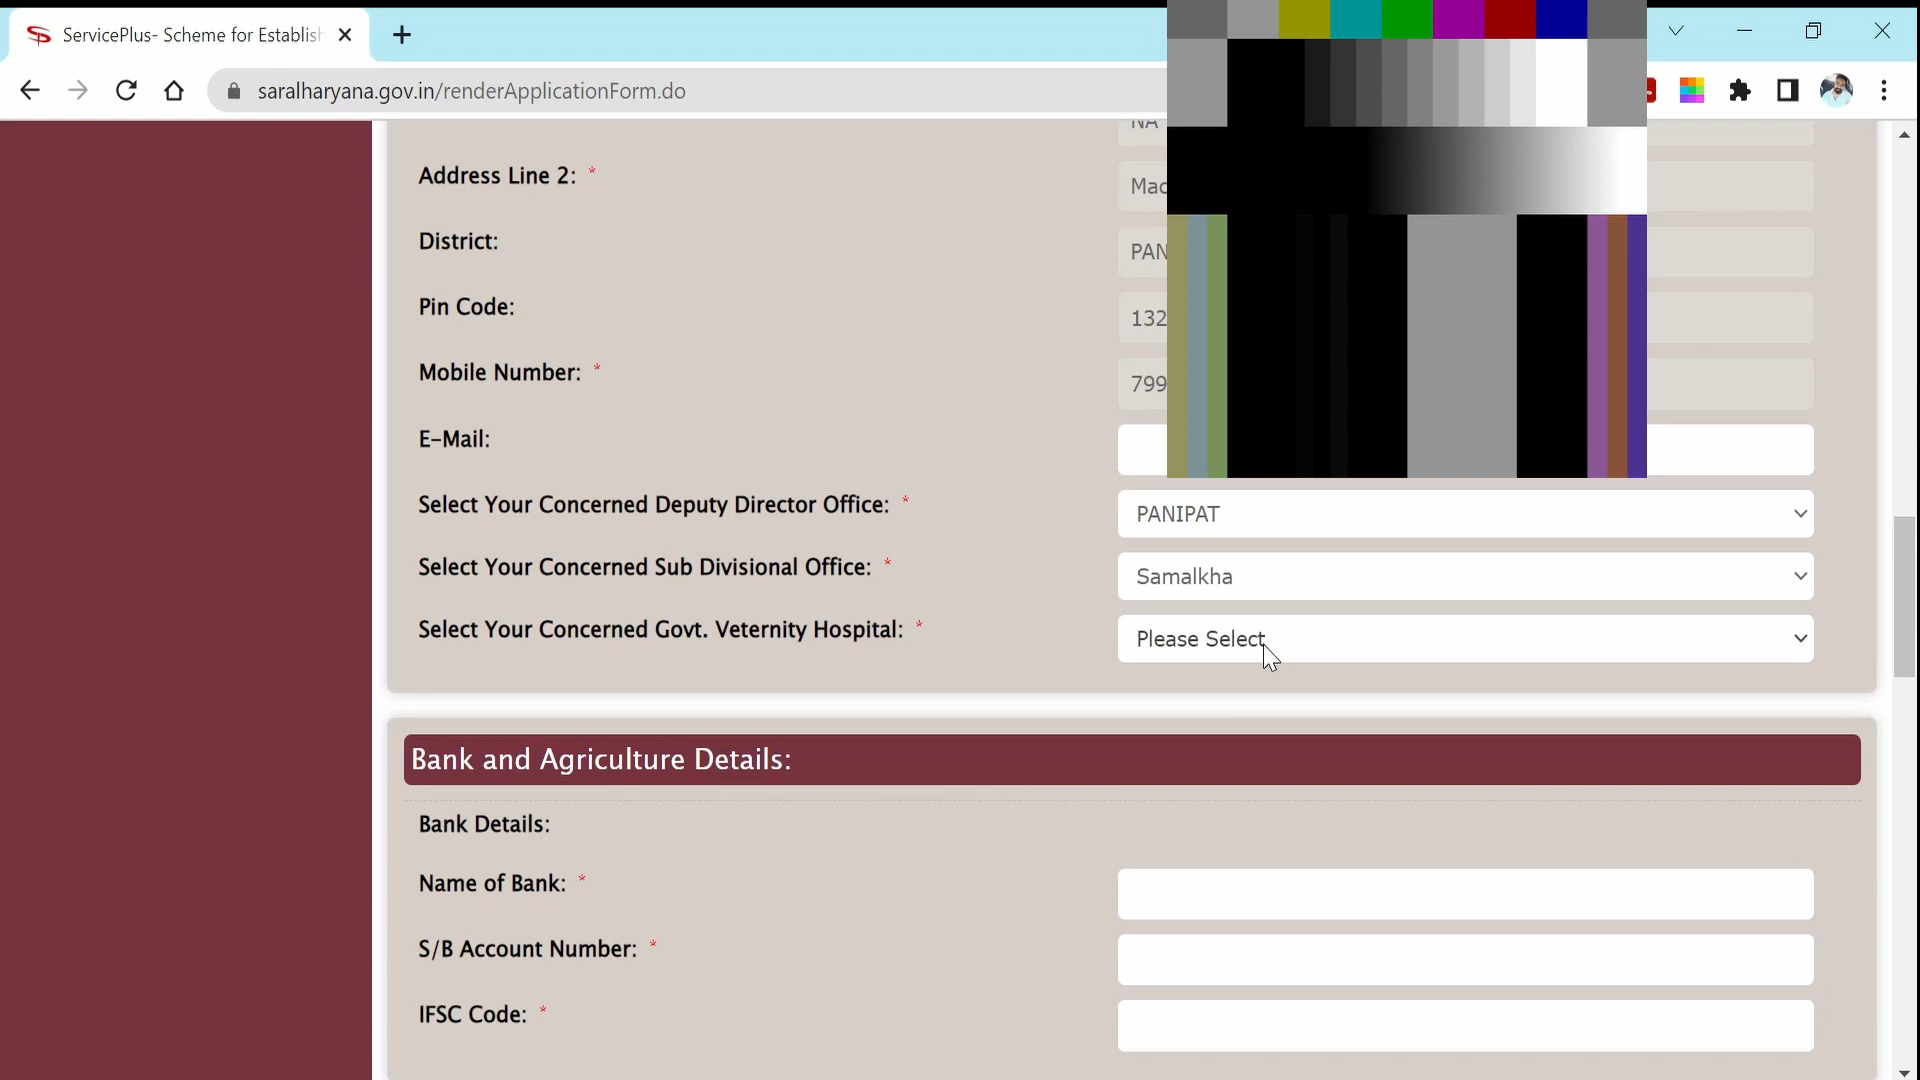 ServicePlus- Scheme for Establish
saralharyana.gov.in/renderApplicationForm.do
NA
Address Line 2: *
Mac
District:
PAN
Pin Code:
132
Mobile Number: *
799
E-Mail:
Select Your Concerned Deputy Director Office: *
PANIPAT
Select Your Concerned Sub Divisional Office: *
Samalkha
Select Your Concerned Govt. Veternity Hospital: *
Please Select
Bank and Agriculture Details:
Bank Details:
Name of Bank: *
S/B Account Number: *
IFSC Code: *